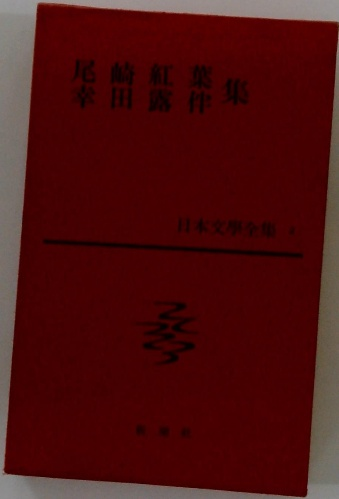 尾崎紅葉
幸田露伴 集
日本文學全集